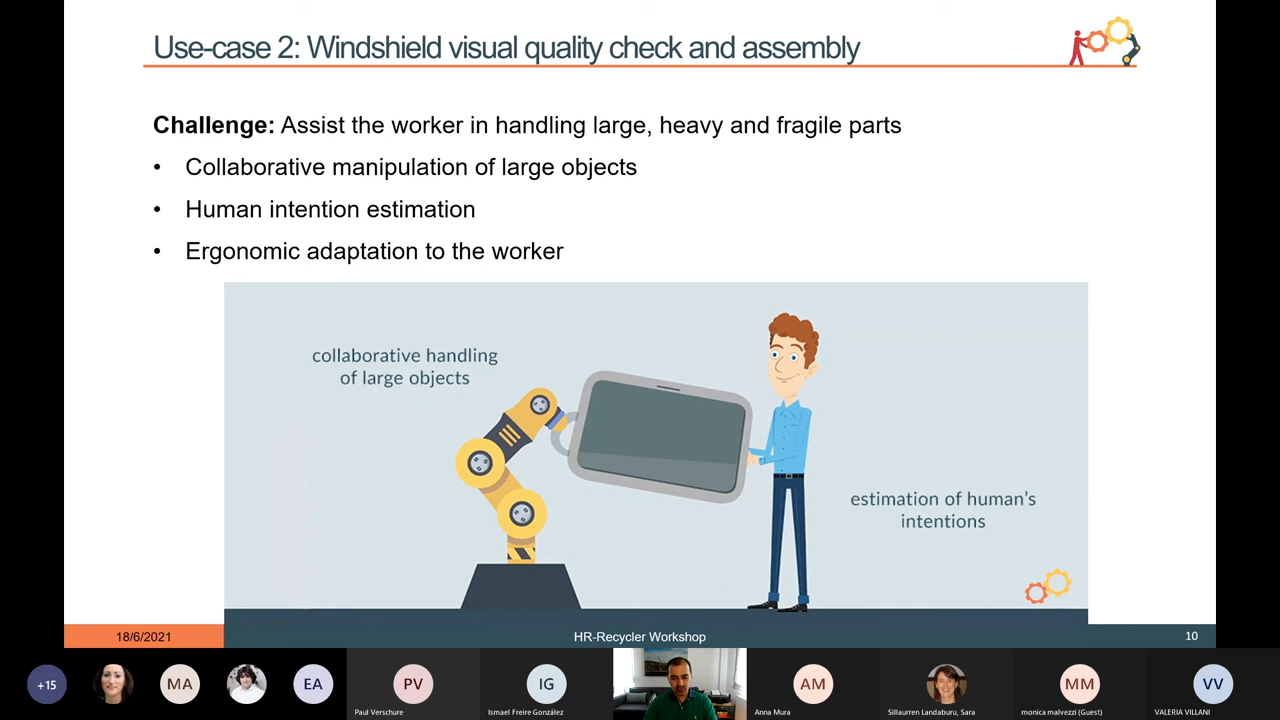 Use-case 2: Windshield visual quality check and assembly
Challenge: Assist the worker in handling large, heavy and fragile parts
• Collaborative manipulation of large objects
• Human intention estimation
• Ergonomic adaptation to the worker
collaborative handling
of large objects
estimation of human's
intentions
18/6/2021
HR-Recycler Workshop
10
+15
MA
EA
PV
IG
AM
MM
VV
Paul Verschure
Ismael Freire González
Anna Mura
Sillaurren Landaburu, Sara
monica malvezzi (Guest)
VALERIA VILLANI